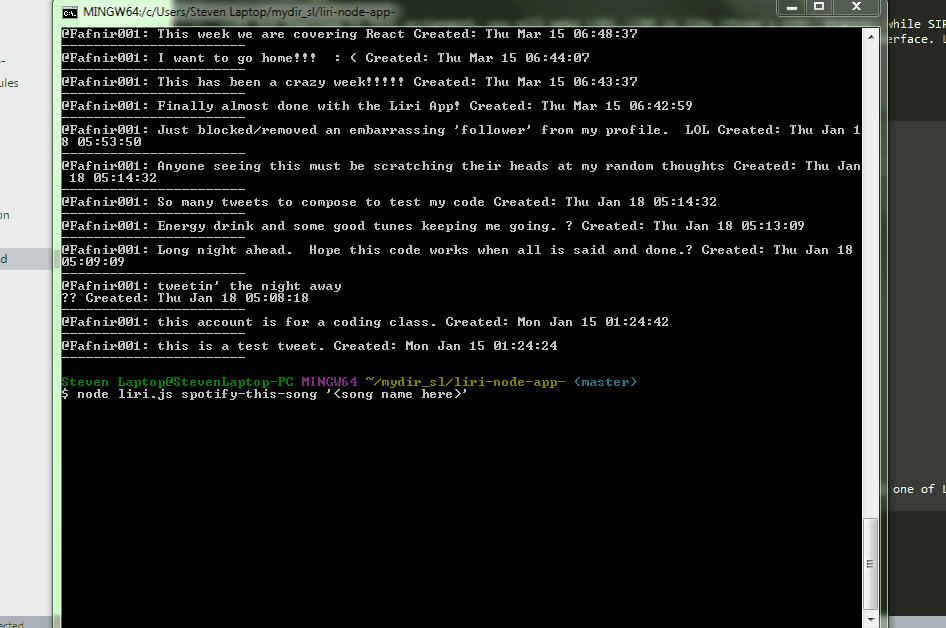 MINGW64:/c/Users/Steven Laptop/mydir_sl/liri-node-app-
@Fafnir001: This week we are covering React Created: Thu Mar 15 06:48:37
------------------------
@Fafnir001: I want to go home!!!  : ( Created: Thu Mar 15 06:44:07
------------------------
@Fafnir001: This has been a crazy week!!!!! Created: Thu Mar 15 06:43:37
------------------------
@Fafnir001: Finally almost done with the Liri App! Created: Thu Mar 15 06:42:59
------------------------
@Fafnir001: Just blocked/removed an embarrassing 'follower' from my profile.  LOL Created: Thu Jan 1
8 05:53:50
------------------------
@Fafnir001: Anyone seeing this must be scratching their heads at my random thoughts Created: Thu Jan
 18 05:14:32
------------------------
@Fafnir001: So many tweets to compose to test my code Created: Thu Jan 18 05:14:32
------------------------
@Fafnir001: Energy drink and some good tunes keeping me going. ? Created: Thu Jan 18 05:13:09
------------------------
@Fafnir001: Long night ahead.  Hope this code works when all is said and done.? Created: Thu Jan 18
05:09:09
------------------------
@Fafnir001: tweetin' the night away
?? Created: Thu Jan 18 05:08:18
------------------------
@Fafnir001: this account is for a coding class. Created: Mon Jan 15 01:24:42
------------------------
@Fafnir001: this is a test tweet. Created: Mon Jan 15 01:24:24
------------------------
Steven Laptop@StevenLaptop-PC MINGW64 ~/mydir_sl/liri-node-app- (master)
$ node liri.js spotify-this-song '<song name here>'
while SIR
erface. L
one of L
ules
on
d
ected